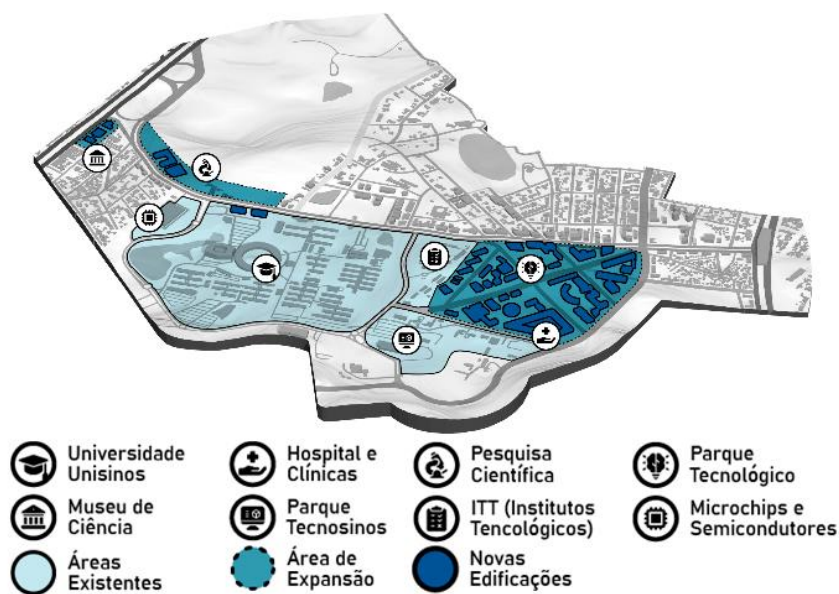 Universidade
Unisinos
Hospital e
Clínicas
Pesquisa
Científica
Parque
Tecnológico
Museu de
Ciência
Parque
Tecnosinos
ITT (Institutos
Tencológicos)
Microchips e
Semicondutores
Áreas
Existentes
Área de
Expansão
Novas
Edificações